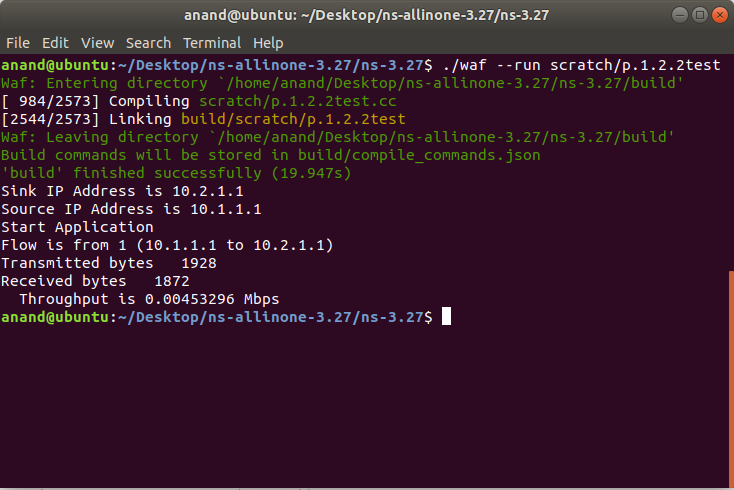 anand@ubuntu: ~/Desktop/ns-allinone-3.27/ns-3.27
File Edit View Search Terminal Help
anand@ubuntu:~/Desktop/ns-allinone-3.27/ns-3.27$ ./waf --run scratch/p.1.2.2test
Waf: Entering directory `/home/anand/Desktop/ns-allinone-3.27/ns-3.27/build'
[ 984/2573] Compiling scratch/p.1.2.2test.cc
[2544/2573] Linking build/scratch/p.1.2.2test
Waf: Leaving directory `/home/anand/Desktop/ns-allinone-3.27/ns-3.27/build'
Build commands will be stored in build/compile_commands.json
'build' finished successfully (19.947s)
Sink IP Address is 10.2.1.1
Source IP Address is 10.1.1.1
Start Application
Flow is from 1 (10.1.1.1 to 10.2.1.1)
Transmitted bytes   1928
Received bytes   1872
  Throughput is 0.00453296 Mbps
anand@ubuntu:~/Desktop/ns-allinone-3.27/ns-3.27$